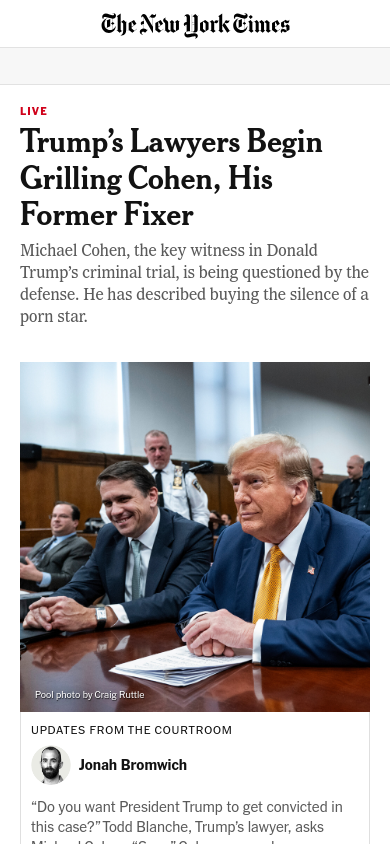 The New York Times
LIVE
Trump’s Lawyers Begin
Grilling Cohen, His
Former Fixer
Michael Cohen, the key witness in Donald
Trump’s criminal trial, is being questioned by the
defense. He has described buying the silence of a
porn star.
Pool photo by Craig Ruttle
UPDATES FROM THE COURTROOM
Jonah Bromwich
“Do you want President Trump to get convicted in
this case?” Todd Blanche, Trump’s lawyer, asks